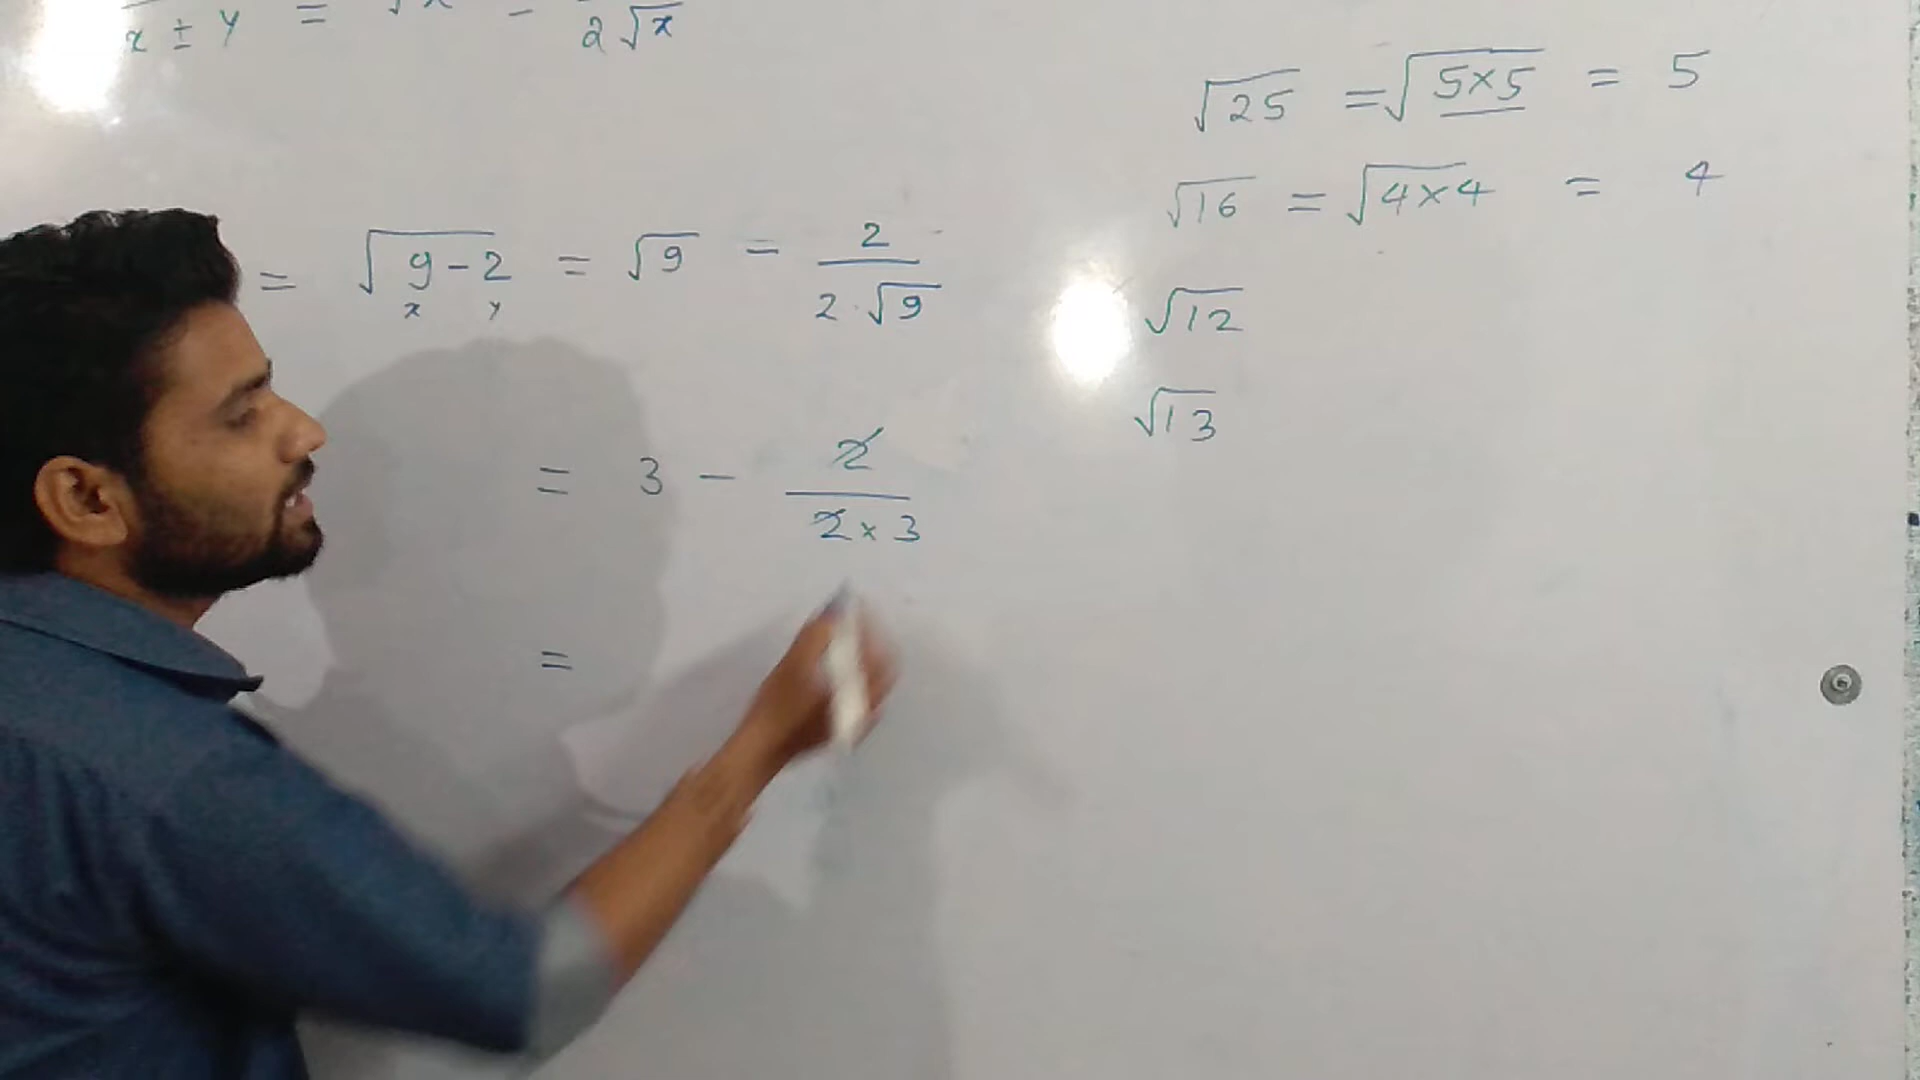 x ± y = √x - 2√x
= √9-2 = √9 - 2/2·√9
x y
= 3 - 2/2×3
=
√25 = √5×5 = 5
√16 = √4×4 = 4
√12
√13